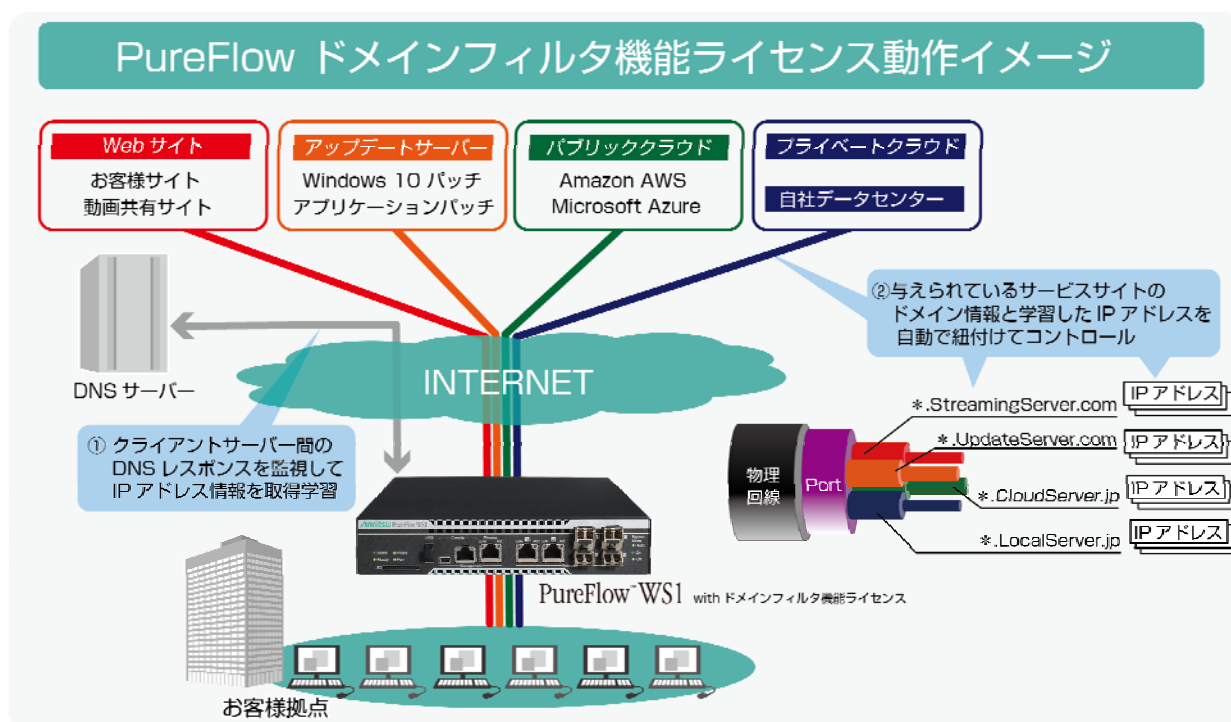 PureFlow ドメインフィルタ機能ライセンス動作イメージ
Web サイト
お客様サイト
動画共有サイト
アップデートサーバー
Windows 10 パッチ
アプリケーションパッチ
パブリッククラウド
Amazon AWS
Microsoft Azure
プライベートクラウド
自社データセンター
DNS サーバー
INTERNET
① クライアントサーバー間の
DNS レスポンスを監視して
IP アドレス情報を取得学習
②与えられているサービスサイトの
ドメイン情報と学習した IP アドレスを
自動で紐付けてコントロール
物理
回線
Port
*.StreamingServer.com
IP アドレス
*.UpdateServer.com
IP アドレス
*.CloudServer.jp
IP アドレス
*.LocalServer.jp
IP アドレス
Anritsu PureFlow WS1
PureFlow™ WS1 with ドメインフィルタ機能ライセンス
お客様拠点